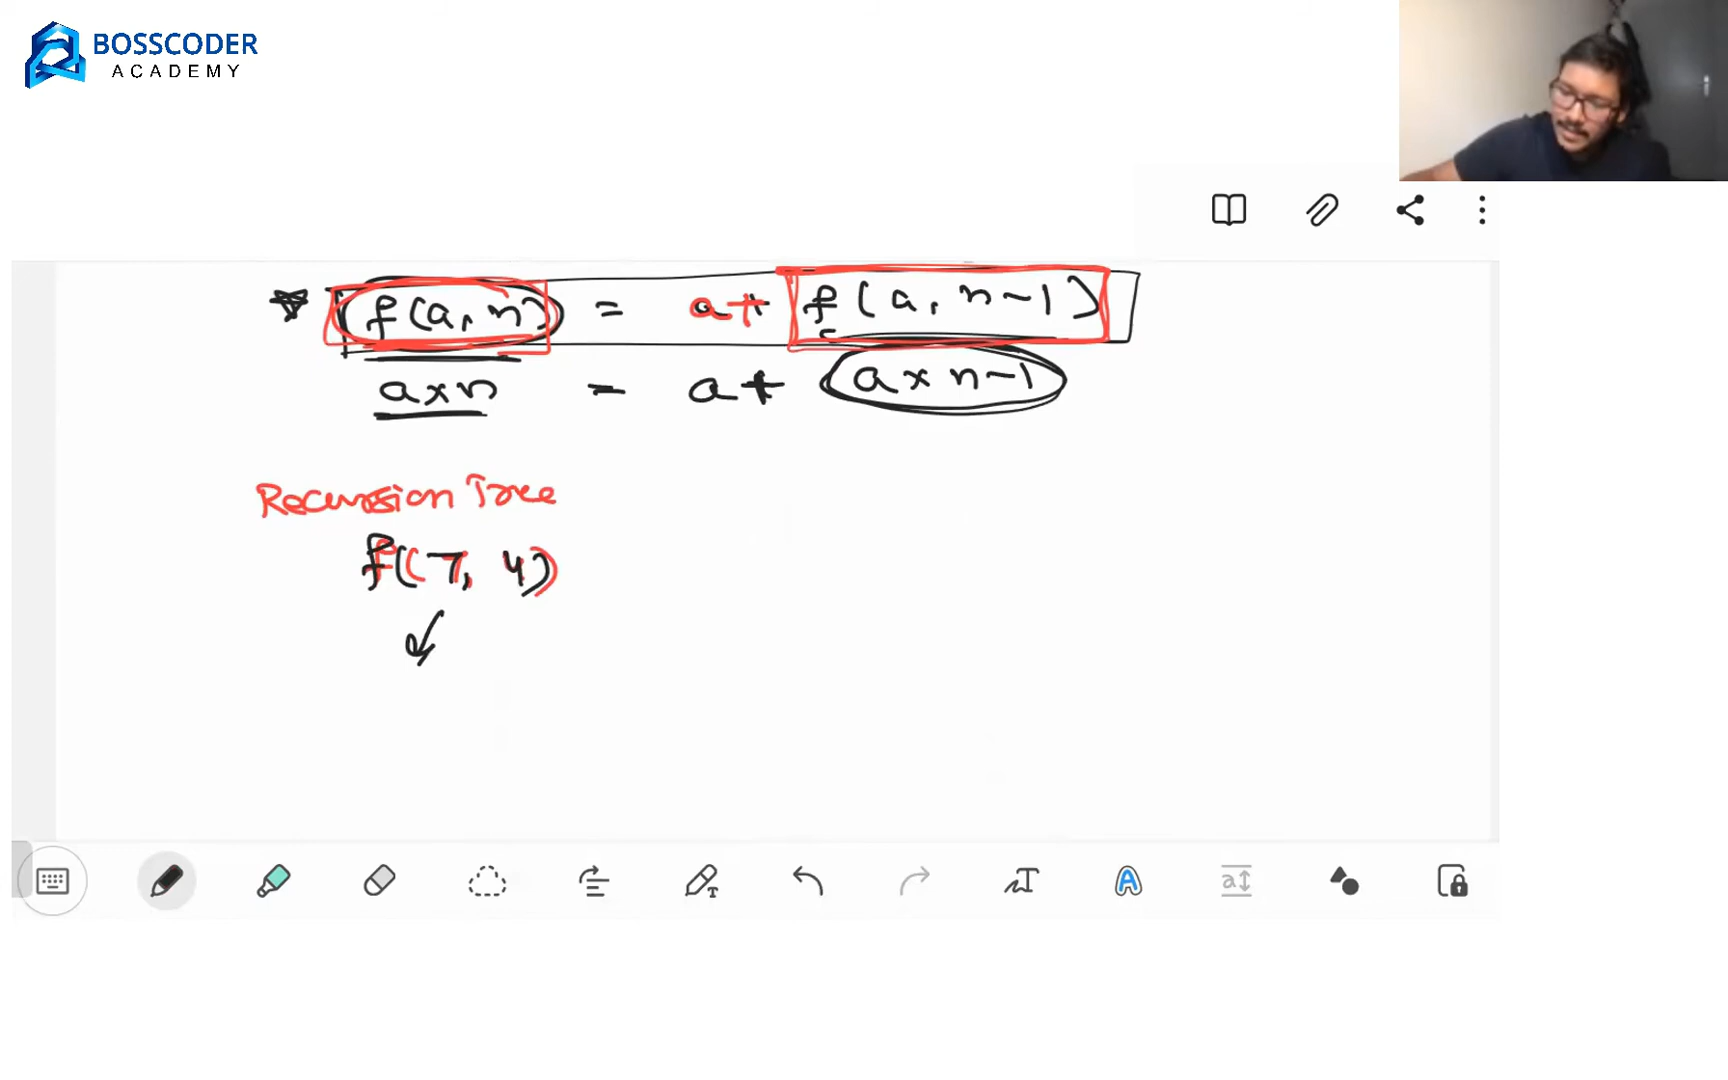 BOSSCODER
ACADEMY
f(a, n) = a + f(a, n-1)
a x n = a + a x n-1
Recursion Tree
f(7, 4)